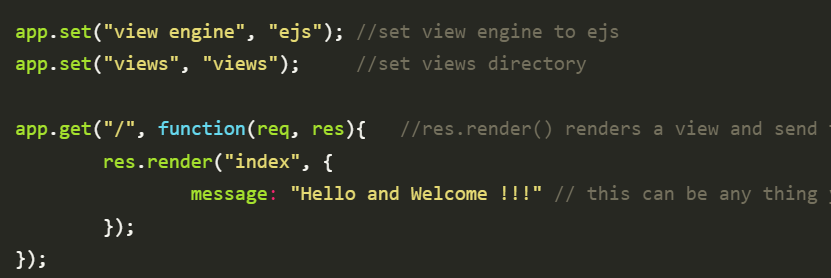 app.set("view engine", "ejs"); //set view engine to ejs
app.set("views", "views");     //set views directory
app.get("/", function(req, res){   //res.render() renders a view and send
        res.render("index", {
                message: "Hello and Welcome !!!" // this can be any thing
        });
});